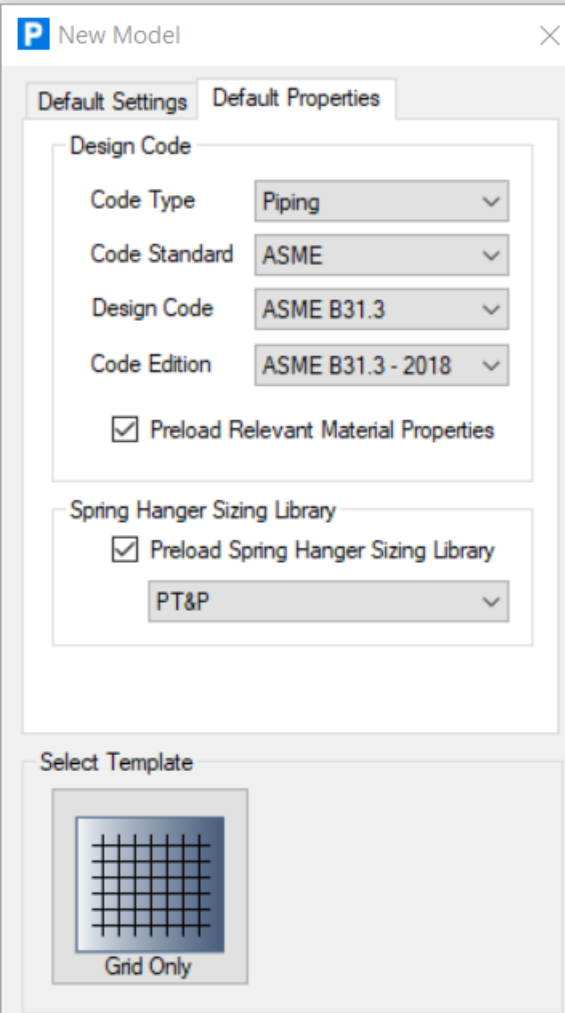 P New Model
Default Settings Default Properties
Design Code
Code Type Piping
Code Standard ASME
Design Code ASME B31.3
Code Edition ASME B31.3 - 2018
Preload Relevant Material Properties
Spring Hanger Sizing Library
Preload Spring Hanger Sizing Library
PT&P
Select Template
Grid Only